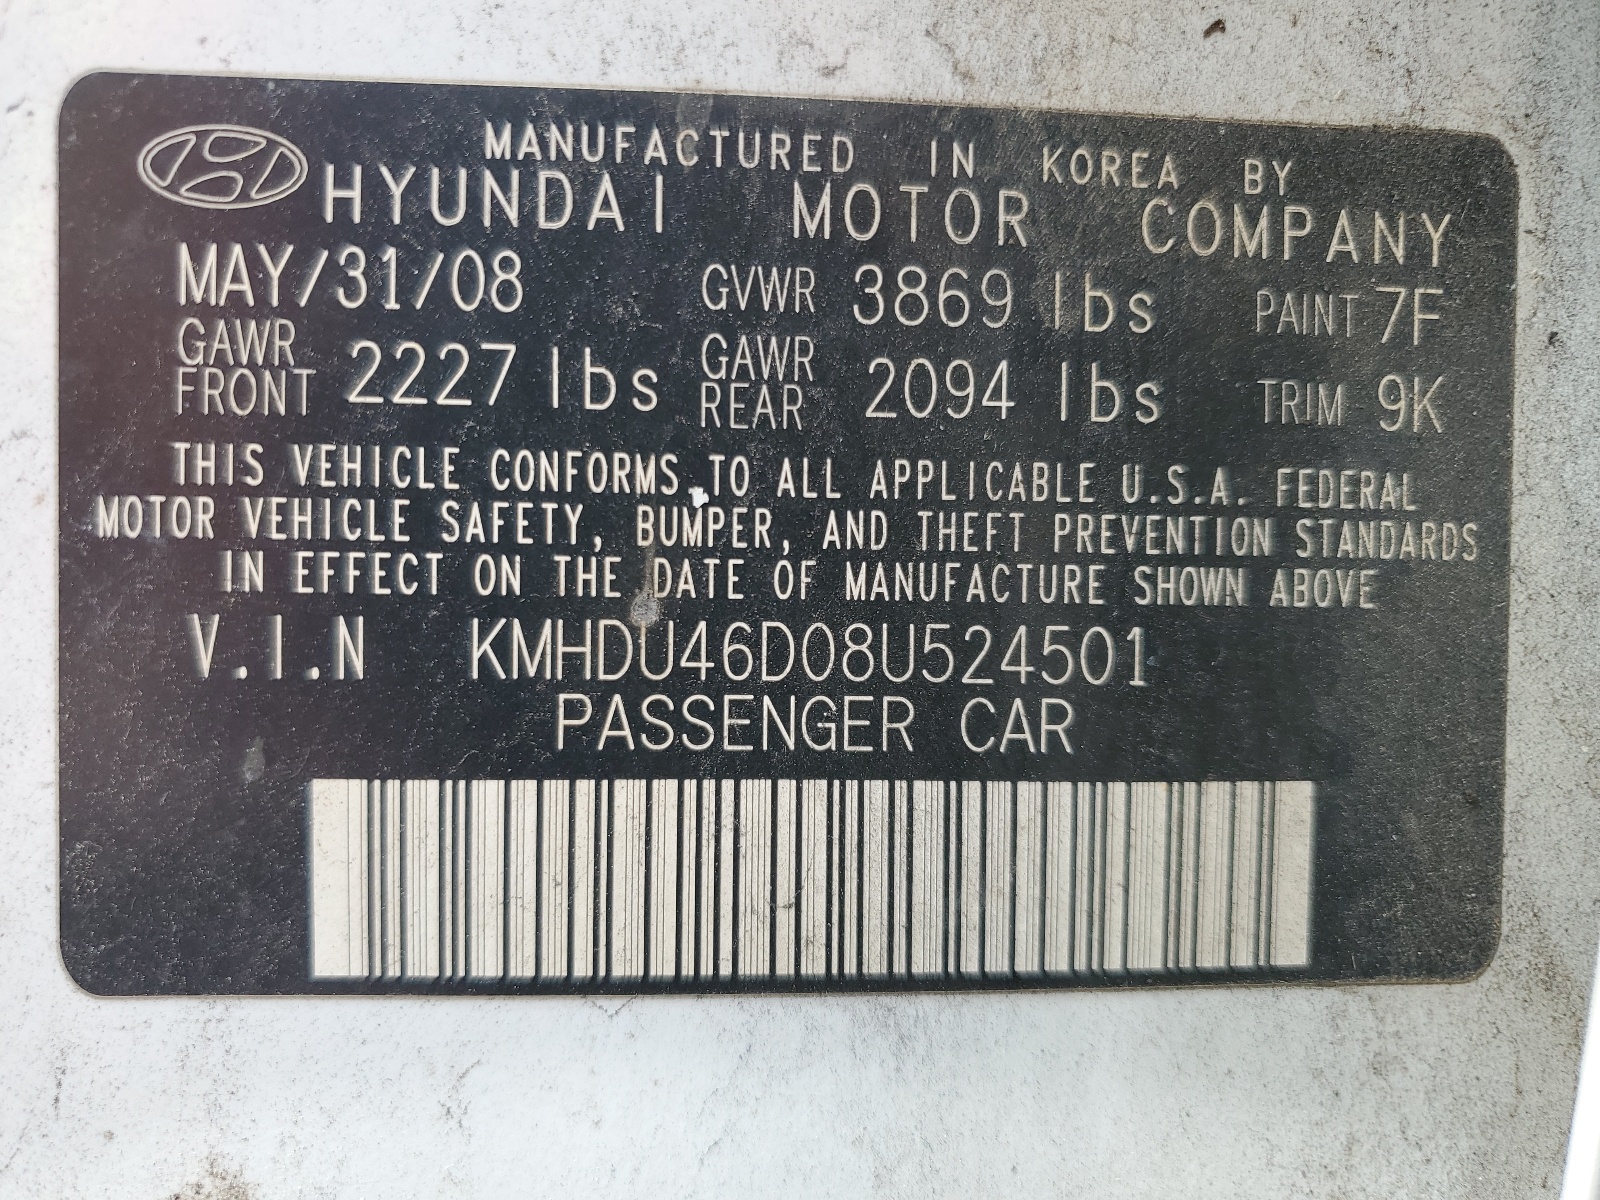 MANUFACTURED IN KOREA BY
HYUNDAI MOTOR COMPANY
MAY/31/08 GVWR 3869 lbs PAINT 7F
GAWR FRONT 2227 lbs GAWR REAR 2094 lbs TRIM 9K
THIS VEHICLE CONFORMS TO ALL APPLICABLE U.S.A. FEDERAL
MOTOR VEHICLE SAFETY, BUMPER, AND THEFT PREVENTION STANDARDS
IN EFFECT ON THE DATE OF MANUFACTURE SHOWN ABOVE
V.I.N KMHDU46D08U524501
PASSENGER CAR